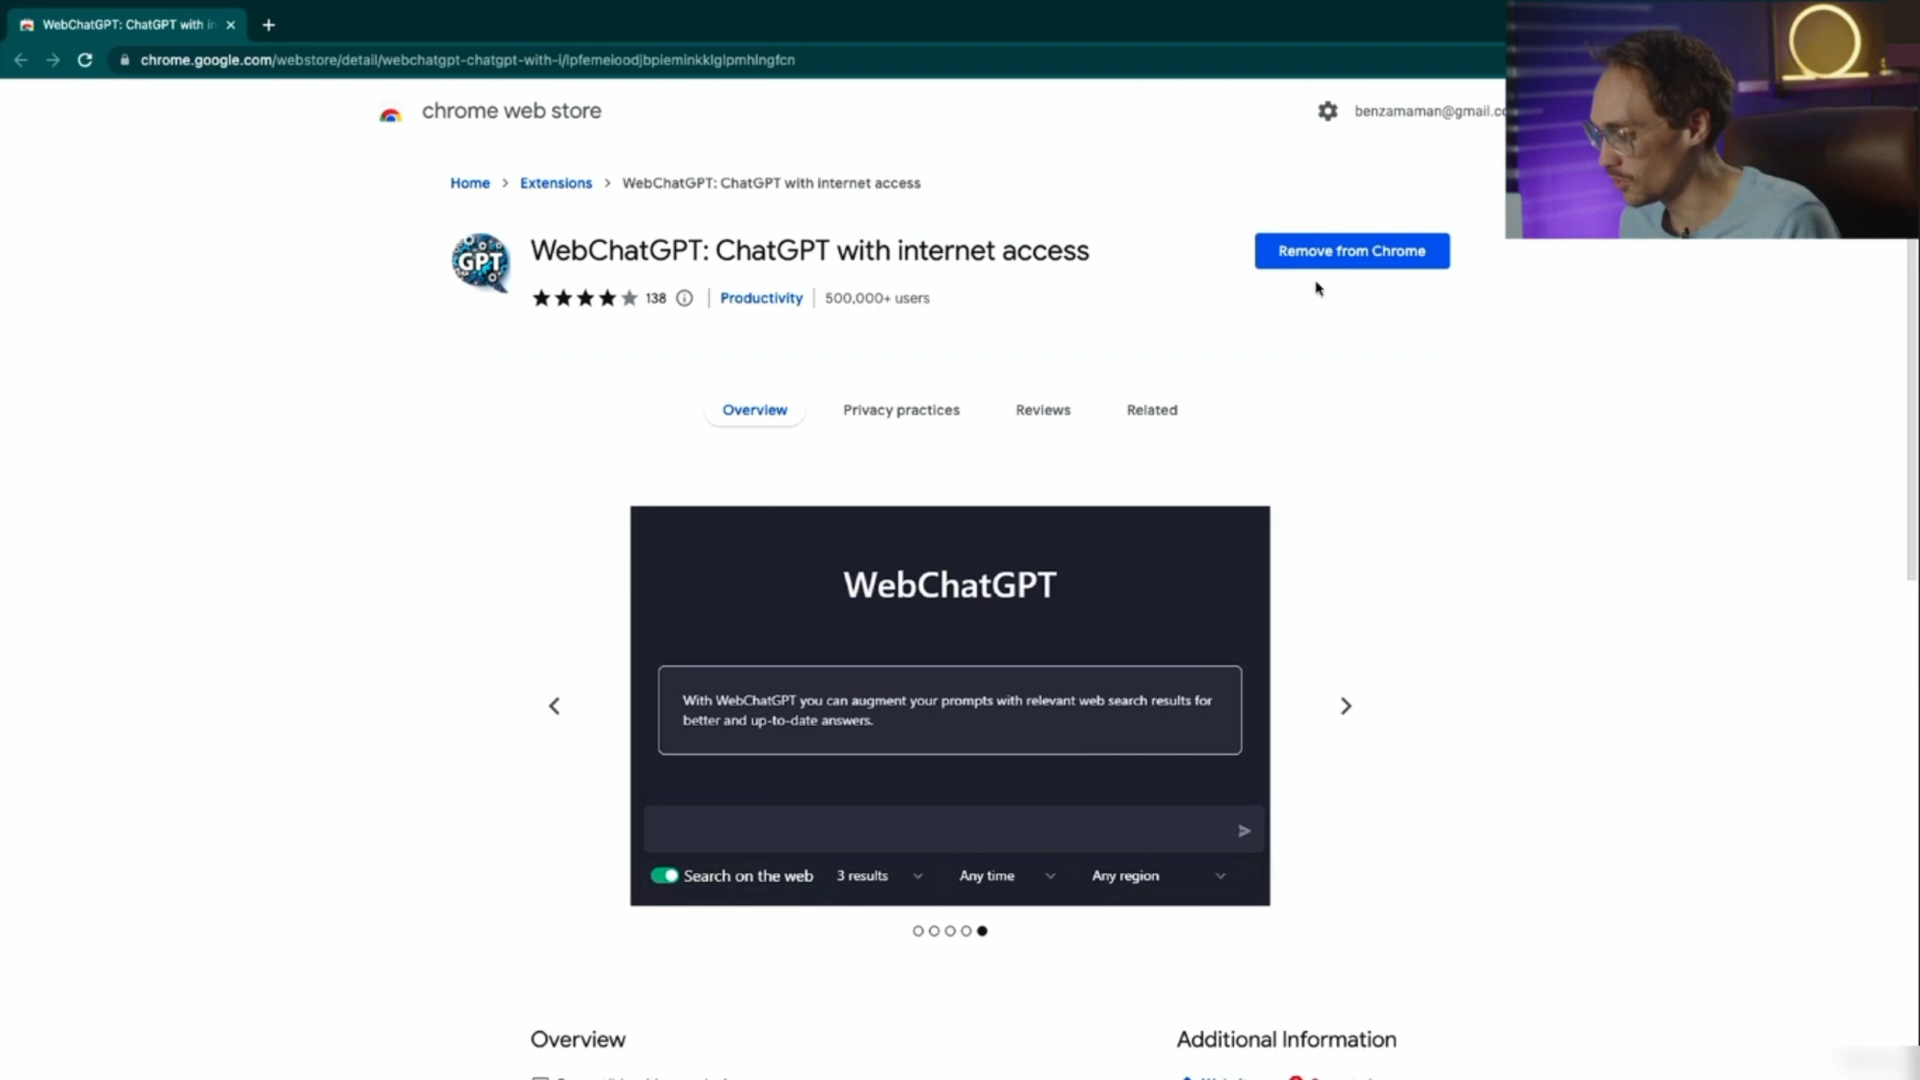 WebChatGPT: ChatGPT with in
chrome.google.com/webstore/detail/webchatgpt-chatgpt-with-i/lpfemeioodjbpieminkklglpmhlngfcn
chrome web store
benzamaman@gmail.co
Home > Extensions > WebChatGPT: ChatGPT with internet access
GPT
WebChatGPT: ChatGPT with internet access
Remove from Chrome
138 Productivity 500,000+ users
Overview Privacy practices Reviews Related
WebChatGPT
With WebChatGPT you can augment your prompts with relevant web search results for
better and up-to-date answers.
Search on the web 3 results Any time Any region
Overview Additional Information